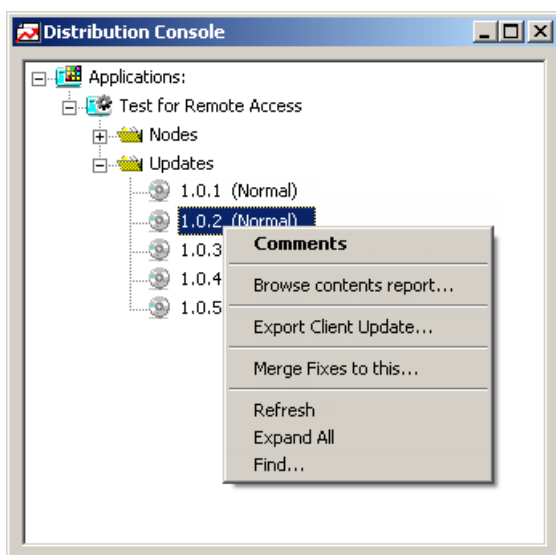 Distribution Console
Applications:
Test for Remote Access
Nodes
Updates
1.0.1 (Normal)
1.0.2 (Normal)
1.0.3
1.0.4
1.0.5
Comments
Browse contents report...
Export Client Update...
Merge Fixes to this...
Refresh
Expand All
Find...